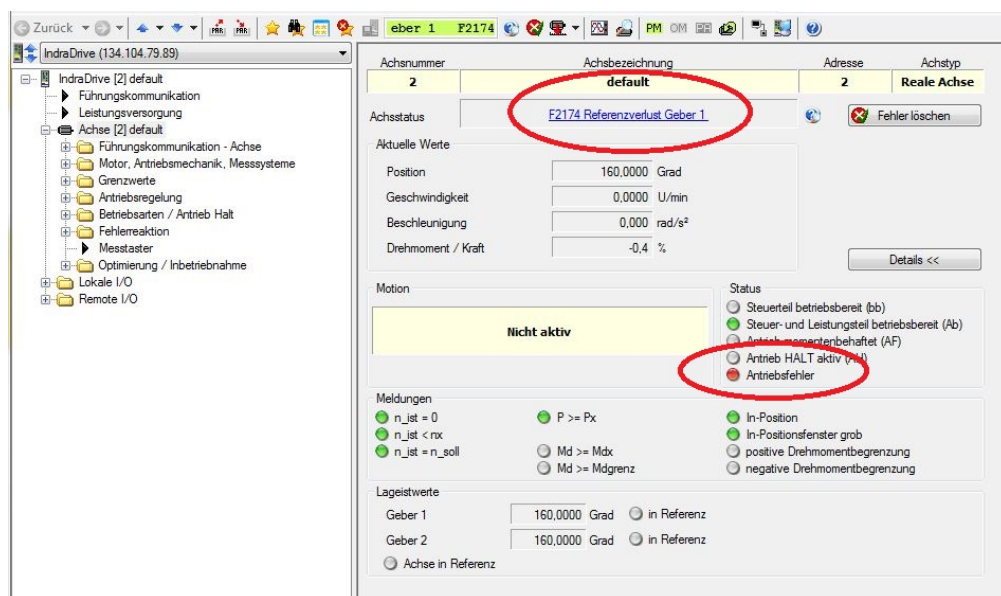 Zurück
eber 1 F2174
PM OM
IndraDrive (134.104.79.89)
IndraDrive [2] default
Führungskommunikation
Leistungsversorgung
Achse [2] default
Führungskommunikation - Achse
Motor, Antriebsmechanik, Messsysteme
Grenzwerte
Antriebsregelung
Betriebsarten / Antrieb Halt
Fehlerreaktion
Messtaster
Optimierung / Inbetriebnahme
Lokale I/O
Remote I/O
Achsnummer Achsbezeichnung Adresse Achstyp
2 default 2 Reale Achse
Achsstatus F2174 Referenzverlust Geber 1 Fehler löschen
Aktuelle Werte
Position 160,0000 Grad
Geschwindigkeit 0,0000 U/min
Beschleunigung 0,000 rad/s²
Drehmoment / Kraft -0,4 %
Details <<
Motion
Nicht aktiv
Status
Steuerteil betriebsbereit (bb)
Steuer- und Leistungsteil betriebsbereit (Ab)
Antrieb momentenbehaftet (AF)
Antrieb HALT aktiv (AH)
Antriebsfehler
Meldungen
n_ist = 0 P >= Px In-Position
n_ist < nx In-Positionsfenster grob
n_ist = n_soll Md >= Mdx positive Drehmomentbegrenzung
Md >= Mdgrenz negative Drehmomentbegrenzung
Lageistwerte
Geber 1 160,0000 Grad in Referenz
Geber 2 160,0000 Grad in Referenz
Achse in Referenz